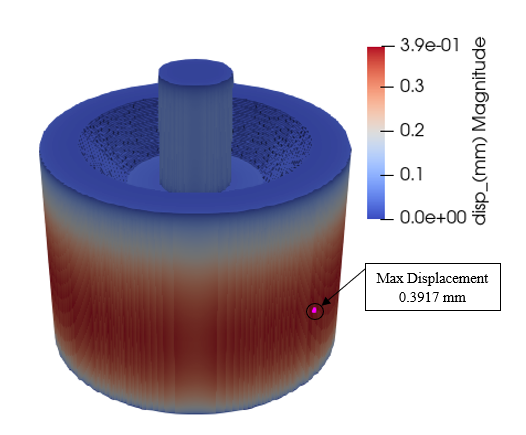 3.9e-01
0.3
0.2
0.1
0.0e+00
disp_(mm) Magnitude
Max Displacement
0.3917 mm